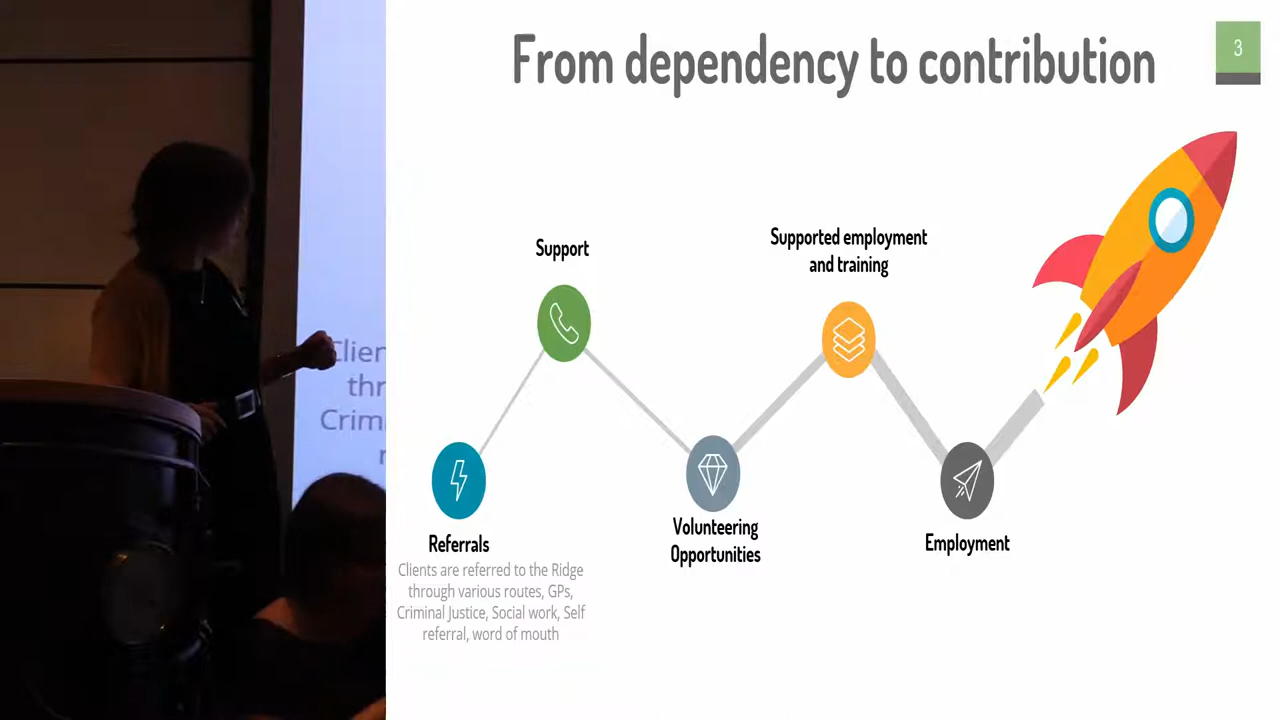 From dependency to contribution
3
Support
Supported employment
and training
Referrals
Clients are referred to the Ridge
through various routes, GPs,
Criminal Justice, Social work, Self
referral, word of mouth
Volunteering
Opportunities
Employment